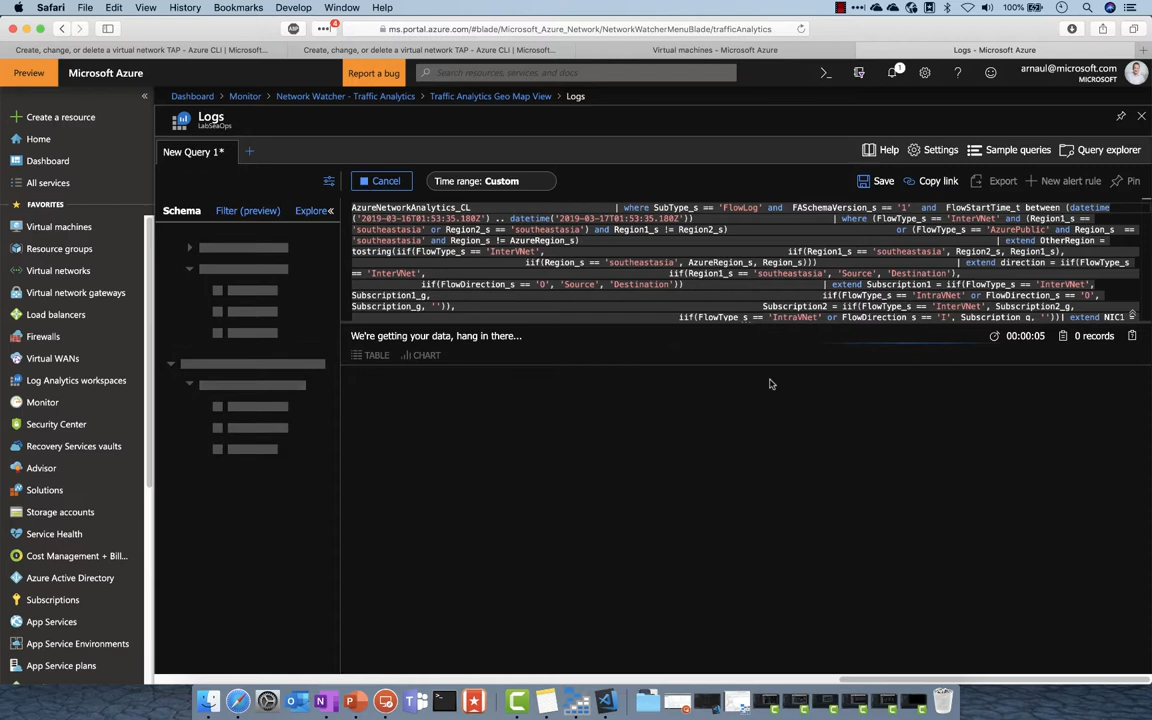 Safari File Edit View History Bookmarks Develop Window Help 100%
ABP 4 ms.portal.azure.com/#blade/Microsoft_Azure_Network/NetworkWatcherMenuBlade/trafficAnalytics
Create, change, or delete a virtual network TAP - Azure CLI | Microsoft... Create, change, or delete a virtual network TAP - Azure CLI | Microsoft... Virtual machines - Microsoft Azure Logs - Microsoft Azure
Preview Microsoft Azure Report a bug Search resources, services, and docs 1 arnaul@microsoft.com
MICROSOFT
Dashboard > Monitor > Network Watcher - Traffic Analytics > Traffic Analytics Geo Map View > Logs
Logs
LabSeaOps
New Query 1* Help Settings Sample queries Query explorer
Cancel Time range: Custom Save Copy link Export New alert rule Pin
Schema Filter (preview) Explore
AzureNetworkAnalytics_CL | where SubType_s == 'FlowLog' and FASchemaVersion_s == '1' and FlowStartTime_t between (datetime
('2019-03-16T01:53:35.180Z') .. datetime('2019-03-17T01:53:35.180Z')) | where (FlowType_s == 'InterVNet' and (Region1_s ==
'southeastasia' or Region2_s == 'southeastasia') and Region1_s != Region2_s) or (FlowType_s == 'AzurePublic' and Region_s ==
'southeastasia' and Region_s != AzureRegion_s) | extend OtherRegion =
tostring(iif(FlowType_s == 'InterVNet', iif(Region1_s == 'southeastasia', Region2_s, Region1_s),
iif(Region_s == 'southeastasia', AzureRegion_s, Region_s))) | extend direction = iif(FlowType_s
== 'InterVNet', iif(Region1_s == 'southeastasia', 'Source', 'Destination'),
iif(FlowDirection_s == 'O', 'Source', 'Destination')) | extend Subscription1 = iif(FlowType_s == 'InterVNet',
Subscription1_g, iif(FlowType_s == 'IntraVNet' or FlowDirection_s == 'O',
Subscription_g, '')), Subscription2 = iif(FlowType_s == 'InterVNet', Subscription2_g,
iif(FlowType_s == 'IntraVNet' or FlowDirection_s == 'I', Subscription_g, ''))| extend NIC1 =
We're getting your data, hang in there... 00:00:05 0 records
TABLE CHART
Create a resource
Home
Dashboard
All services
FAVORITES
Virtual machines
Resource groups
Virtual networks
Virtual network gateways
Load balancers
Firewalls
Virtual WANs
Log Analytics workspaces
Monitor
Security Center
Recovery Services vaults
Advisor
Solutions
Storage accounts
Service Health
Cost Management + Bill...
Azure Active Directory
Subscriptions
App Services
App Service Environments
App Service plans